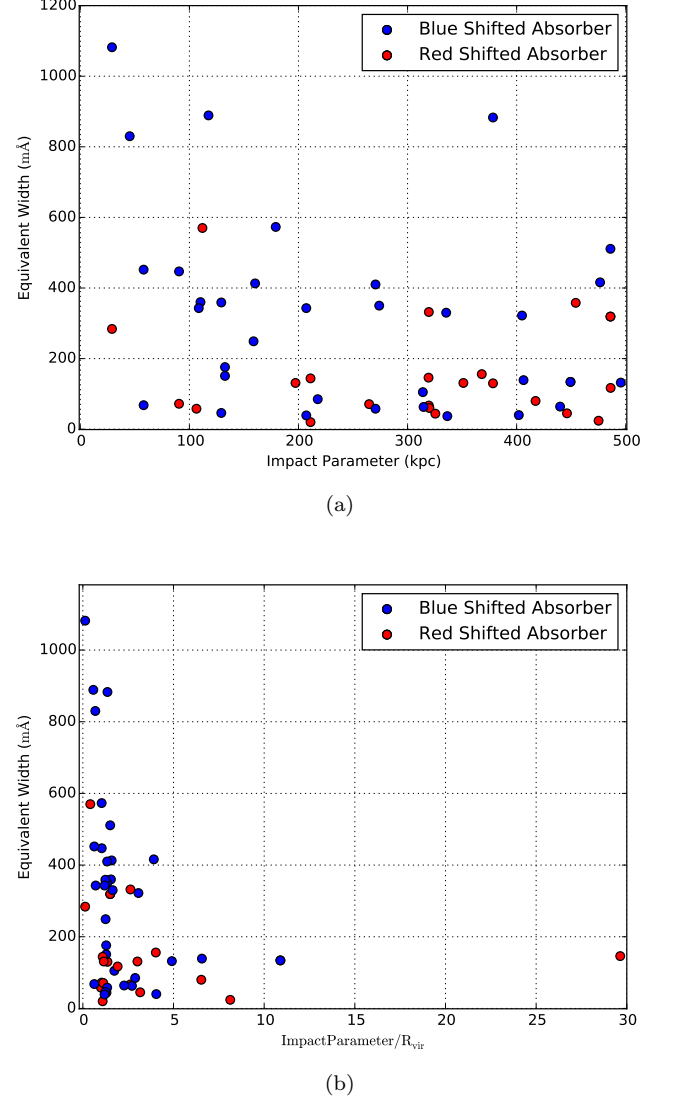 1200
Blue Shifted Absorber
Red Shifted Absorber
1000
800
600
400
200
0
Equivalent Width (mÅ)
0 100 200 300 400 500
Impact Parameter (kpc)
(a)
Blue Shifted Absorber
Red Shifted Absorber
1000
800
600
400
200
0
Equivalent Width (mÅ)
0 5 10 15 20 25 30
ImpactParameter/R_vir
(b)